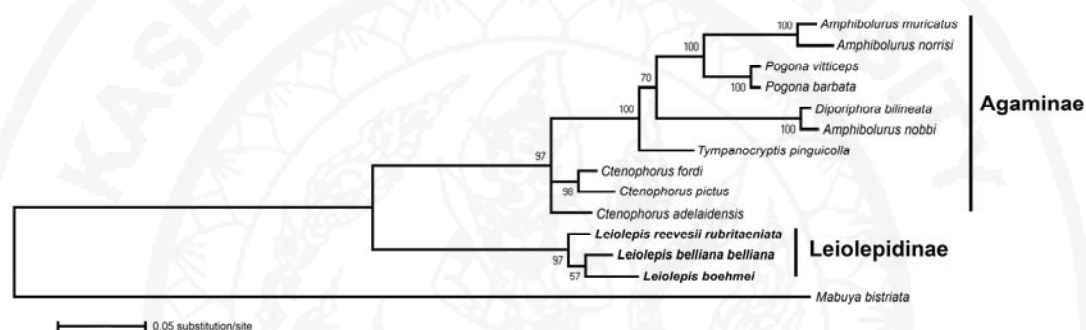 Amphibolurus muricatus
100
Amphibolurus norrisi
100
Pogona vitticeps
100
Pogona barbata
70
Diporiphora bilineata
100
Amphibolurus nobbi
100
Tympanocryptis pinguicolla
97
Ctenophorus fordi
98
Ctenophorus pictus
Ctenophorus adelaidensis
Agaminae
Leiolepis reevesii rubritaeniata
97
Leiolepis belliana belliana
57
Leiolepis boehmei
Leiolepidinae
Mabuya bistriata
0.05 substitution/site